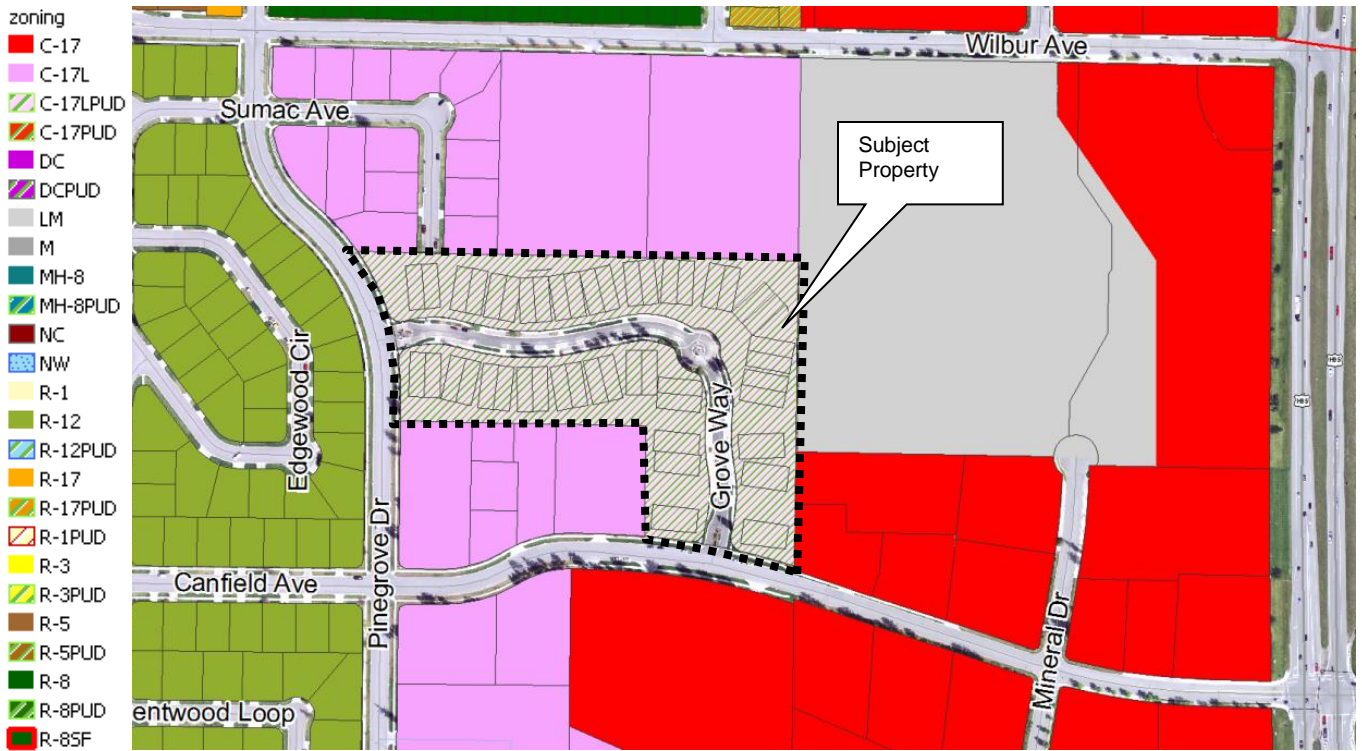 zoning
C-17
C-17L
C-17LPUD
C-17PUD
DC
DCPUD
LM
M
MH-8
MH-8PUD
NC
NW
R-1
R-12
R-12PUD
R-17
R-17PUD
R-1PUD
R-3
R-3PUD
R-5
R-5PUD
R-8
R-8PUD
R-8SF
Wilbur Ave
Sumac Ave
Subject
Property
Edgewood Cir
Grove Way
Pinegrove Dr
Canfield Ave
Mineral Dr
entwood Loop